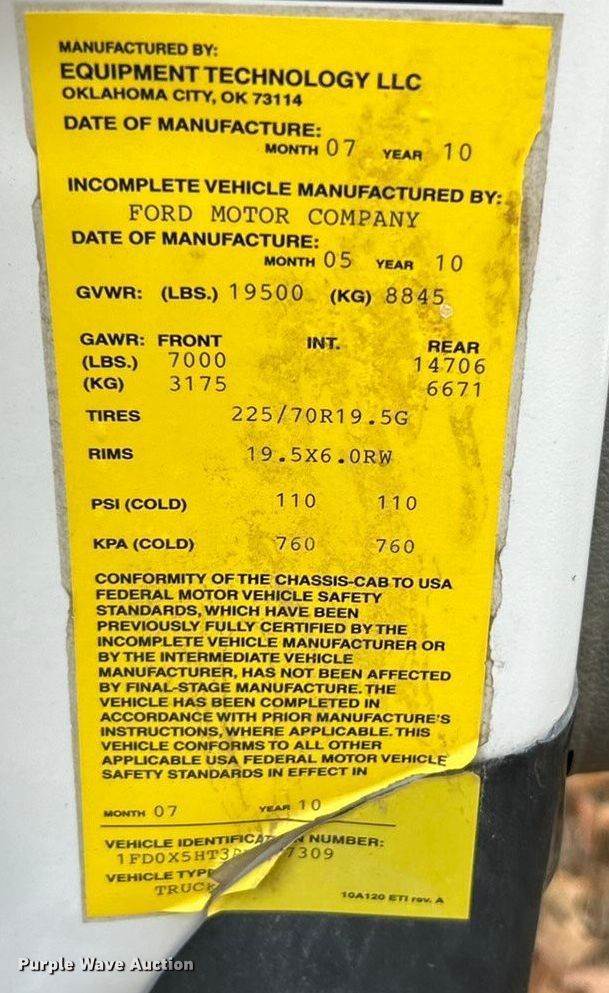 MANUFACTURED BY:
EQUIPMENT TECHNOLOGY LLC
OKLAHOMA CITY, OK 73114
DATE OF MANUFACTURE:
MONTH 07 YEAR 10
INCOMPLETE VEHICLE MANUFACTURED BY:
FORD MOTOR COMPANY
DATE OF MANUFACTURE:
MONTH 05 YEAR 10
GVWR: (LBS.) 19500 (KG) 8845
GAWR: FRONT INT. REAR
(LBS.) 7000 14706
(KG) 3175 6671
TIRES 225/70R19.5G
RIMS 19.5X6.0RW
PSI (COLD) 110 110
KPA (COLD) 760 760
CONFORMITY OF THE CHASSIS-CAB TO USA
FEDERAL MOTOR VEHICLE SAFETY
STANDARDS, WHICH HAVE BEEN
PREVIOUSLY FULLY CERTIFIED BY THE
INCOMPLETE VEHICLE MANUFACTURER OR
BY THE INTERMEDIATE VEHICLE
MANUFACTURER, HAS NOT BEEN AFFECTED
BY FINAL-STAGE MANUFACTURE. THE
VEHICLE HAS BEEN COMPLETED IN
ACCORDANCE WITH PRIOR MANUFACTURE'S
INSTRUCTIONS, WHERE APPLICABLE. THIS
VEHICLE CONFORMS TO ALL OTHER
APPLICABLE USA FEDERAL MOTOR VEHICLE
SAFETY STANDARDS IN EFFECT IN
MONTH 07 YEAR 10
VEHICLE NUMBER:
7309
VEHICLE
TRUCK
10A120 ETI rev. A
Purple Wave Auction